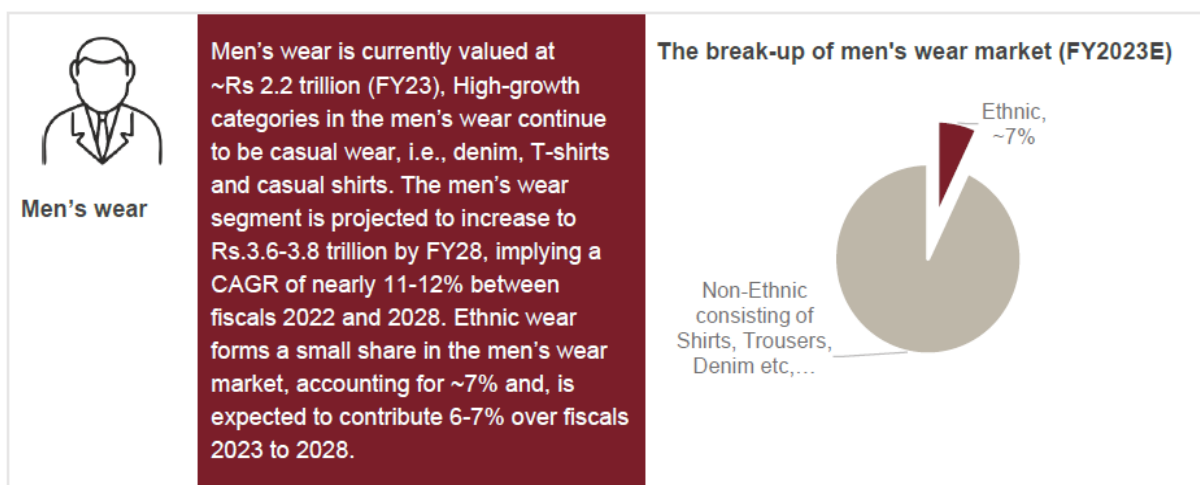 Men's wear
Men's wear is currently valued at
~Rs 2.2 trillion (FY23), High-growth
categories in the men's wear continue
to be casual wear, i.e., denim, T-shirts
and casual shirts. The men's wear
segment is projected to increase to
Rs.3.6-3.8 trillion by FY28, implying a
CAGR of nearly 11-12% between
fiscals 2022 and 2028. Ethnic wear
forms a small share in the men's wear
market, accounting for ~7% and, is
expected to contribute 6-7% over fiscals
2023 to 2028.
The break-up of men's wear market (FY2023E)
Ethnic,
~7%
Non-Ethnic
consisting of
Shirts, Trousers,
Denim etc,…